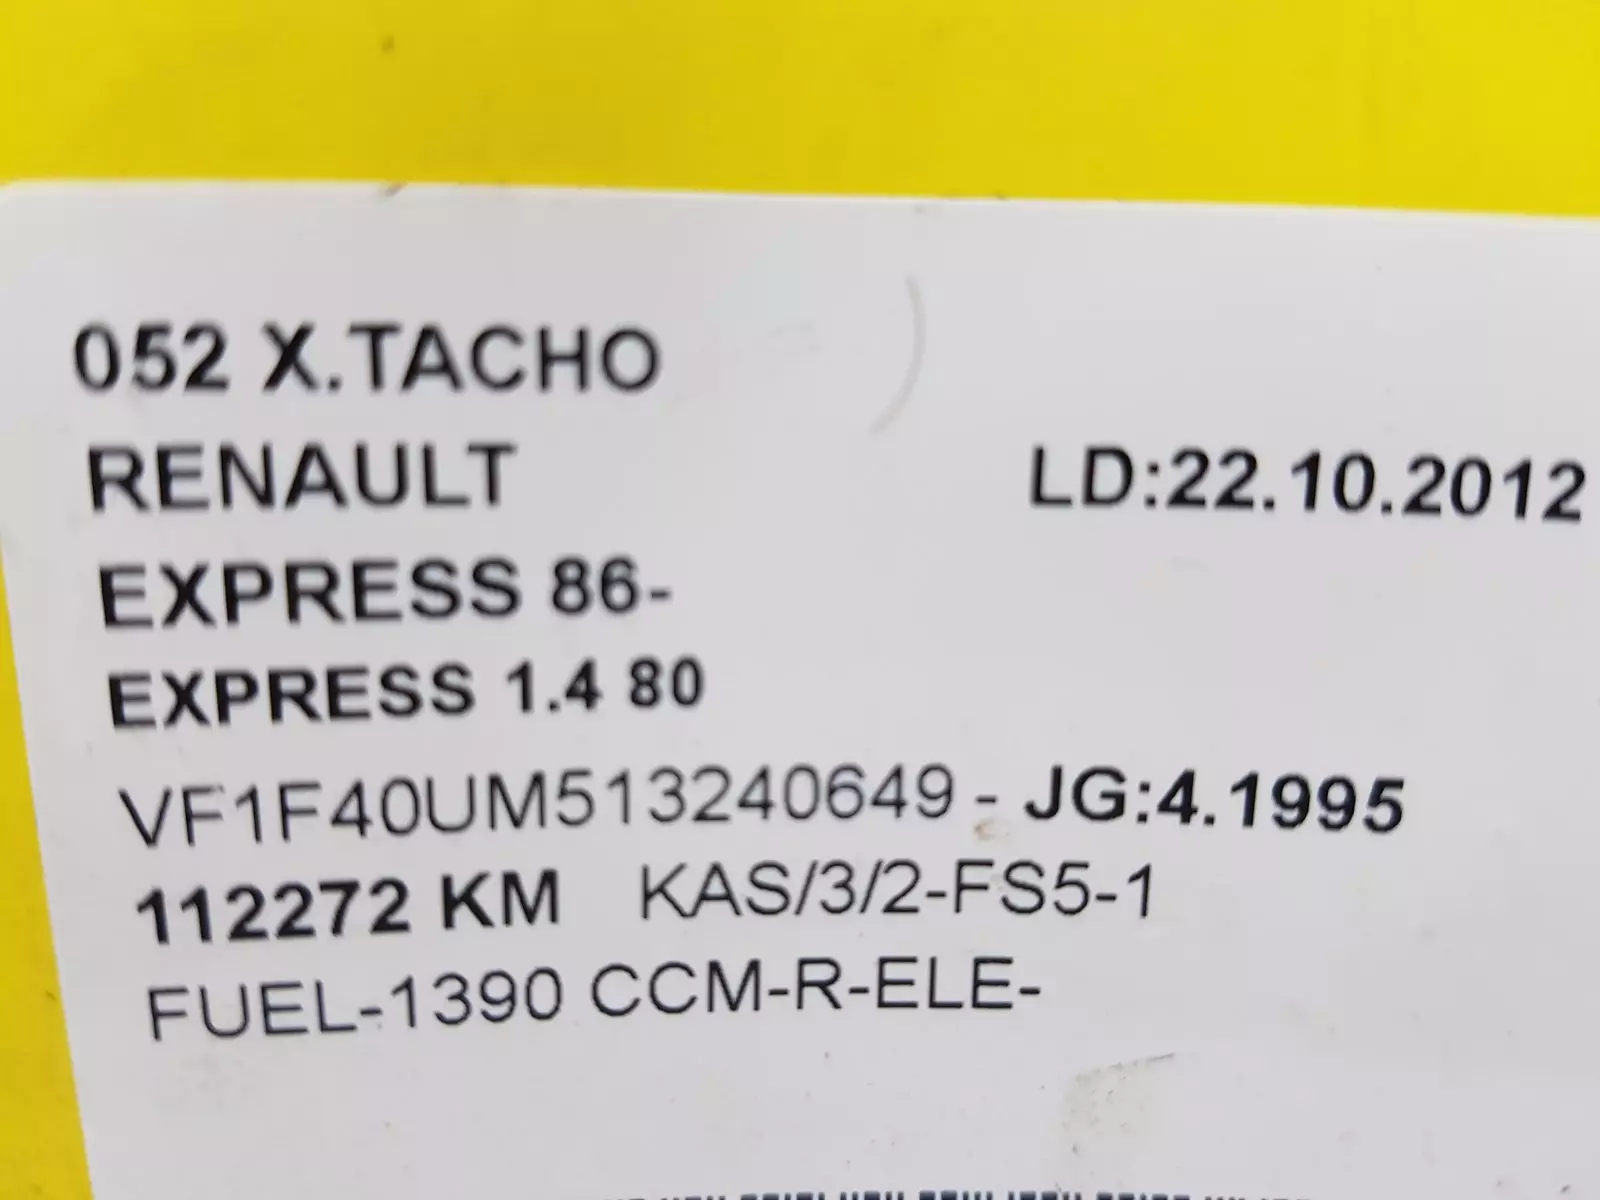 052 X.TACHO
RENAULT LD:22.10.2012
EXPRESS 86-
EXPRESS 1.4 80
VF1F40UM513240649 - JG:4.1995
112272 KM KAS/3/2-FS5-1
FUEL-1390 CCM-R-ELE-